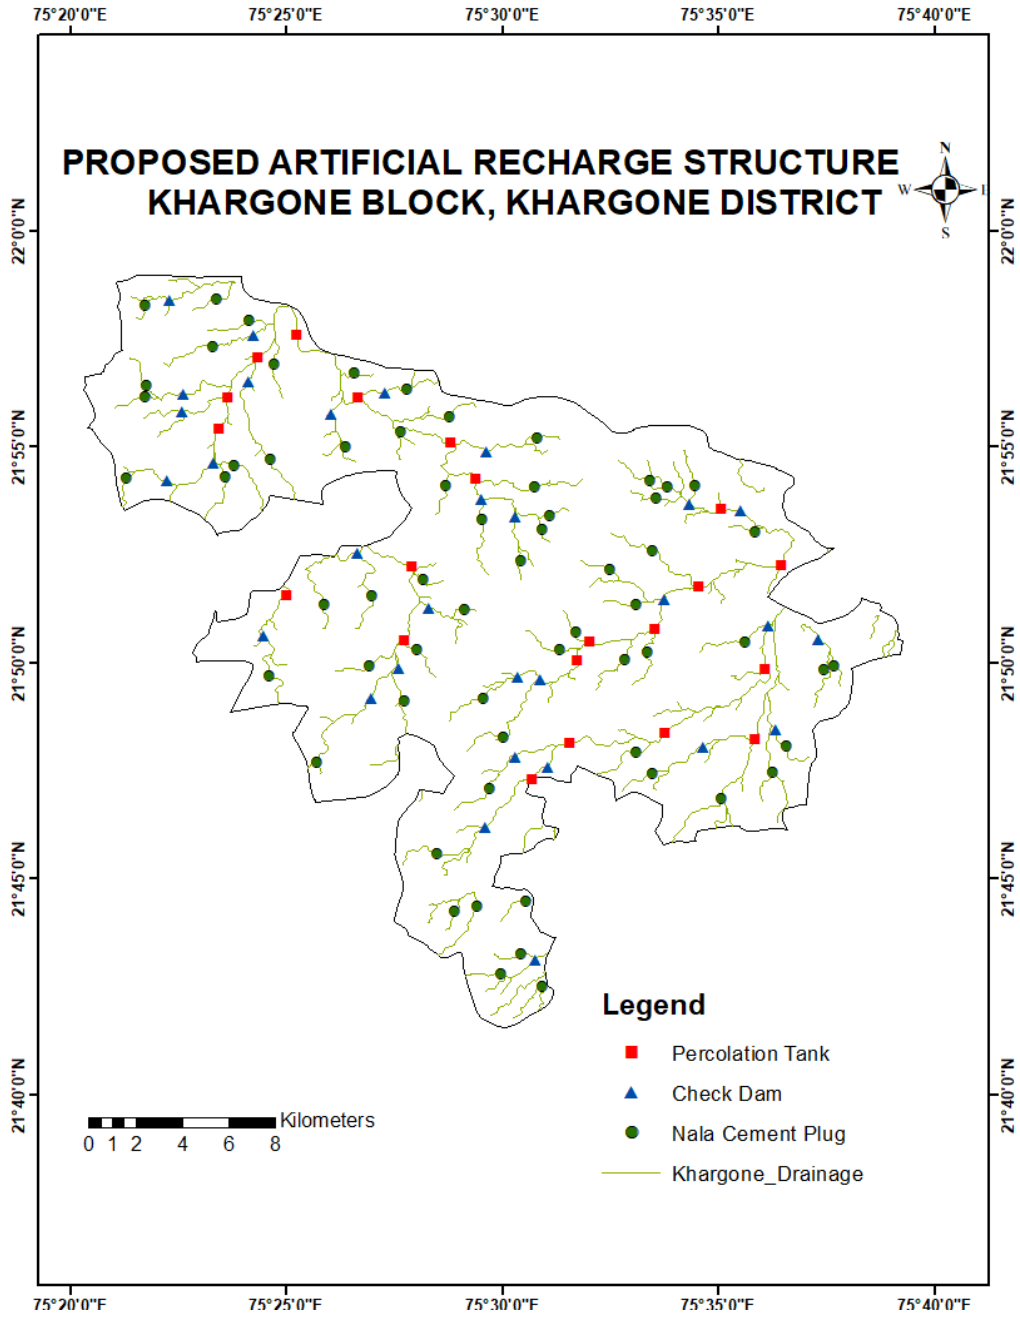 75°20'0"E 75°25'0"E 75°30'0"E 75°35'0"E 75°40'0"E
PROPOSED ARTIFICIAL RECHARGE STRUCTURE
KHARGONE BLOCK, KHARGONE DISTRICT
N
W E
S
22°0'0"N 22°0'0"N
21°55'0"N 21°55'0"N
21°50'0"N 21°50'0"N
21°45'0"N 21°45'0"N
21°40'0"N 21°40'0"N
Legend
Percolation Tank
Check Dam
Nala Cement Plug
Khargone_Drainage
Kilometers
0 1 2 4 6 8
75°20'0"E 75°25'0"E 75°30'0"E 75°35'0"E 75°40'0"E